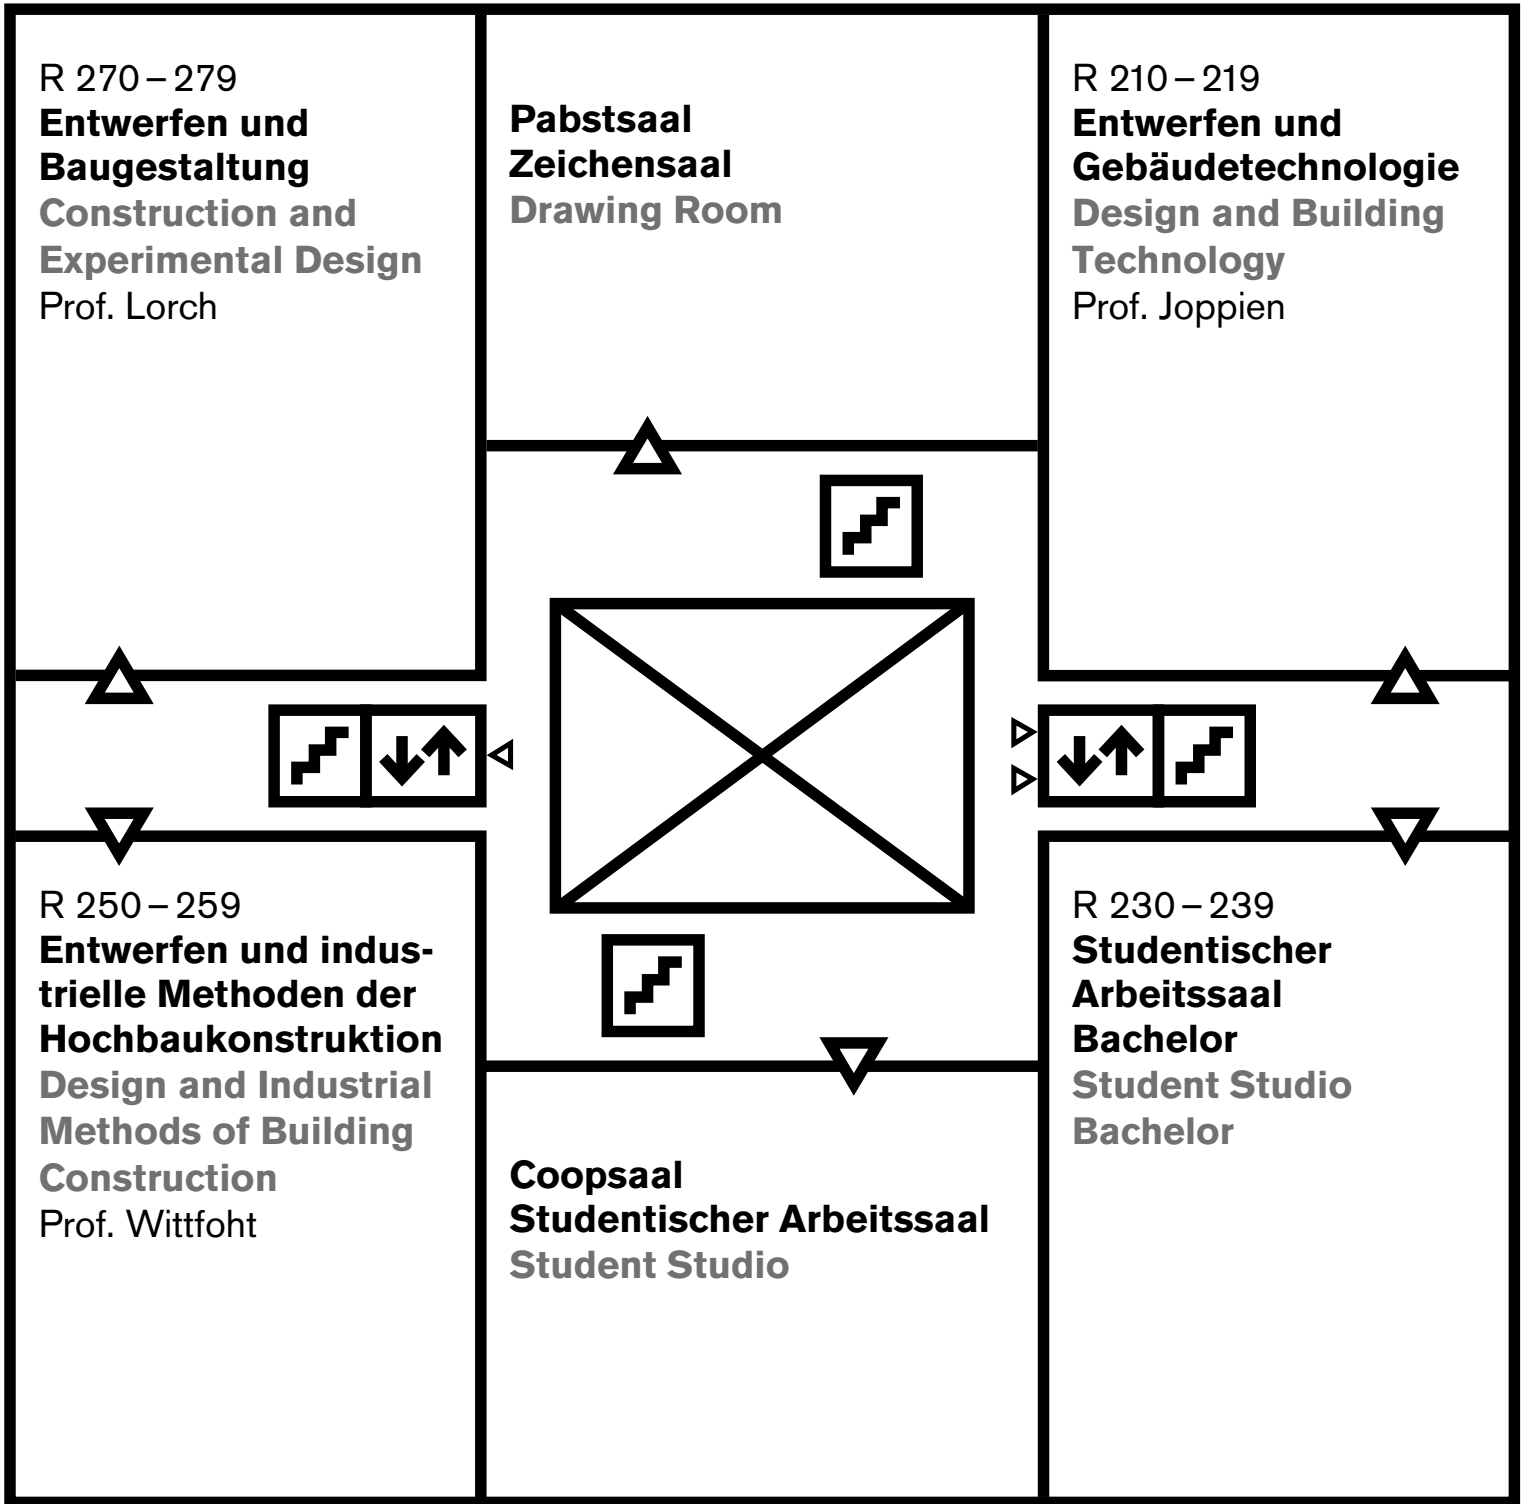 R 270 – 279
Entwerfen und
Baugestaltung
Construction and
Experimental Design
Prof. Lorch
Pabstsaal
Zeichensaal
Drawing Room
R 210 – 219
Entwerfen und
Gebäudetechnologie
Design and Building
Technology
Prof. Joppien
R 250 – 259
Entwerfen und indus-
trielle Methoden der
Hochbaukonstruktion
Design and Industrial
Methods of Building
Construction
Prof. Wittfoht
Coopsaal
Studentischer Arbeitssaal
Student Studio
R 230 – 239
Studentischer
Arbeitssaal
Bachelor
Student Studio
Bachelor